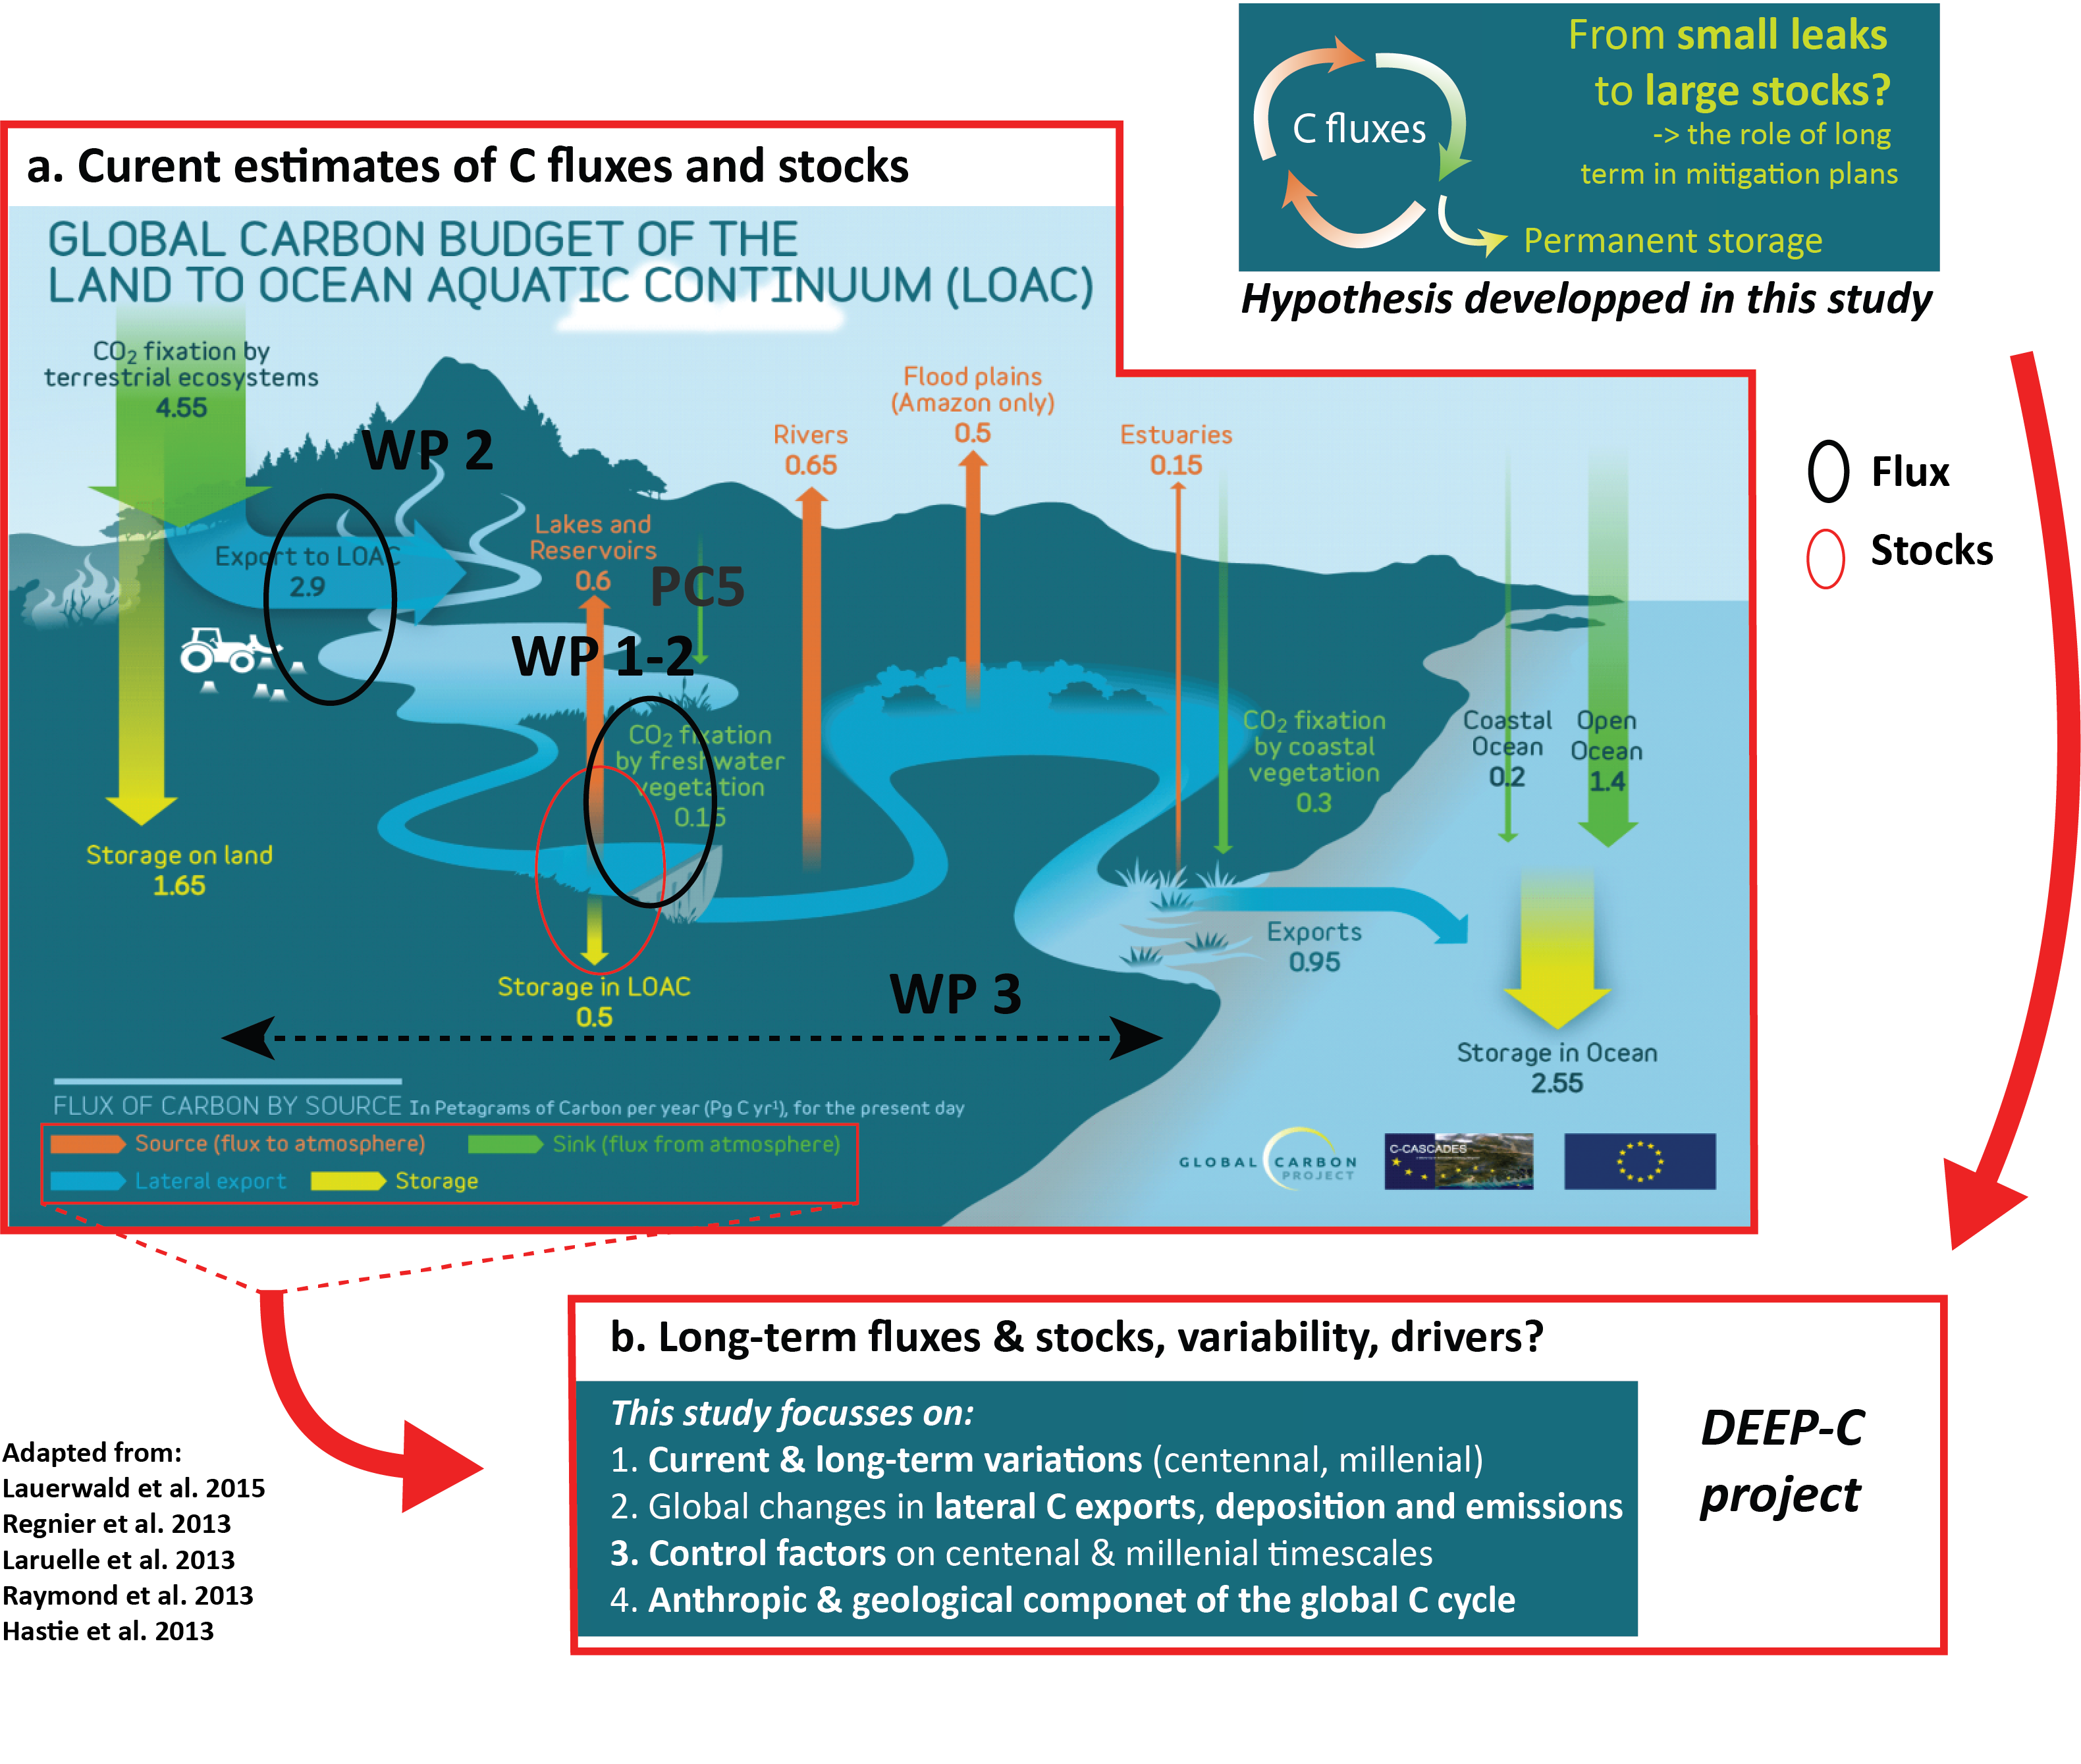 From small leaks
to large stocks?
-> the role of long
term in mitigation plans
C fluxes
Permanent storage
Hypothesis developped in this study
a. Curent estimates of C fluxes and stocks
GLOBAL CARBON BUDGET OF THE
LAND TO OCEAN AQUATIC CONTINUUM (LOAC)
CO2 fixation by
terrestrial ecosystems
4.55
WP 2
Export to LOAC
2.9
Lakes and
Reservoirs
0.6
PC5
WP 1-2
CO2 fixation
by freshwater
vegetation
0.15
Rivers
0.65
Flood plains
(Amazon only)
0.5
Estuaries
0.15
CO2 fixation
by coastal
vegetation
0.3
Coastal
Ocean
0.2
Open
Ocean
1.4
Flux
Stocks
Storage on land
1.65
Storage in LOAC
0.5
WP 3
Exports
0.95
Storage in Ocean
2.55
FLUX OF CARBON BY SOURCE In Petagrams of Carbon per year (Pg C yr¹), for the present day
Source (flux to atmosphere)
Sink (flux from atmosphere)
Lateral export
Storage
GLOBAL CARBON
PROJECT
C-CASCADES
b. Long-term fluxes & stocks, variability, drivers?
This study focusses on:
1. Current & long-term variations (centennal, millenial)
2. Global changes in lateral C exports, deposition and emissions
3. Control factors on centenal & millenial timescales
4. Anthropic & geological componet of the global C cycle
DEEP-C
project
Adapted from:
Lauerwald et al. 2015
Regnier et al. 2013
Laruelle et al. 2013
Raymond et al. 2013
Hastie et al. 2013